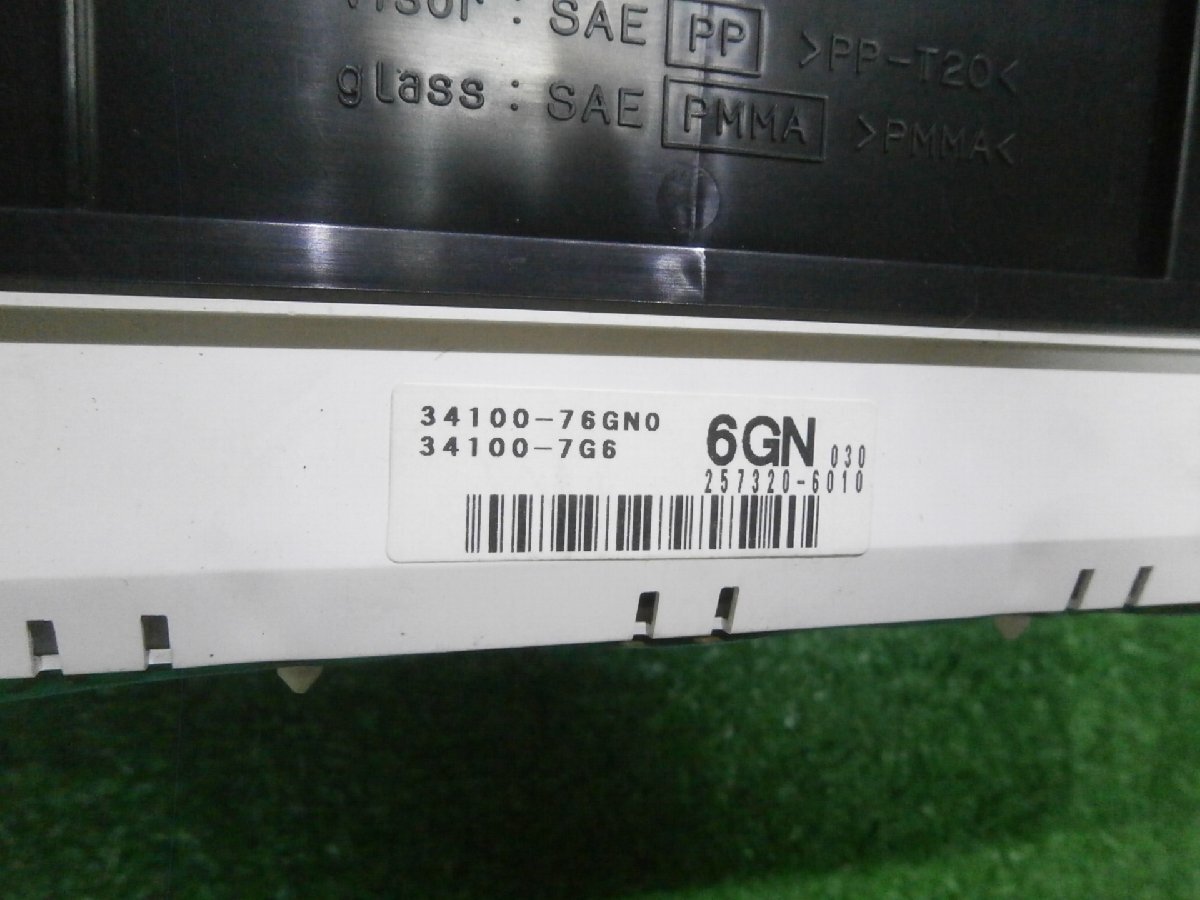 visor : SAE PP >PP-T20<
glass : SAE PMMA >PMMA<
34100-76GN0
34100-7G6
6GN 030
257320-6010